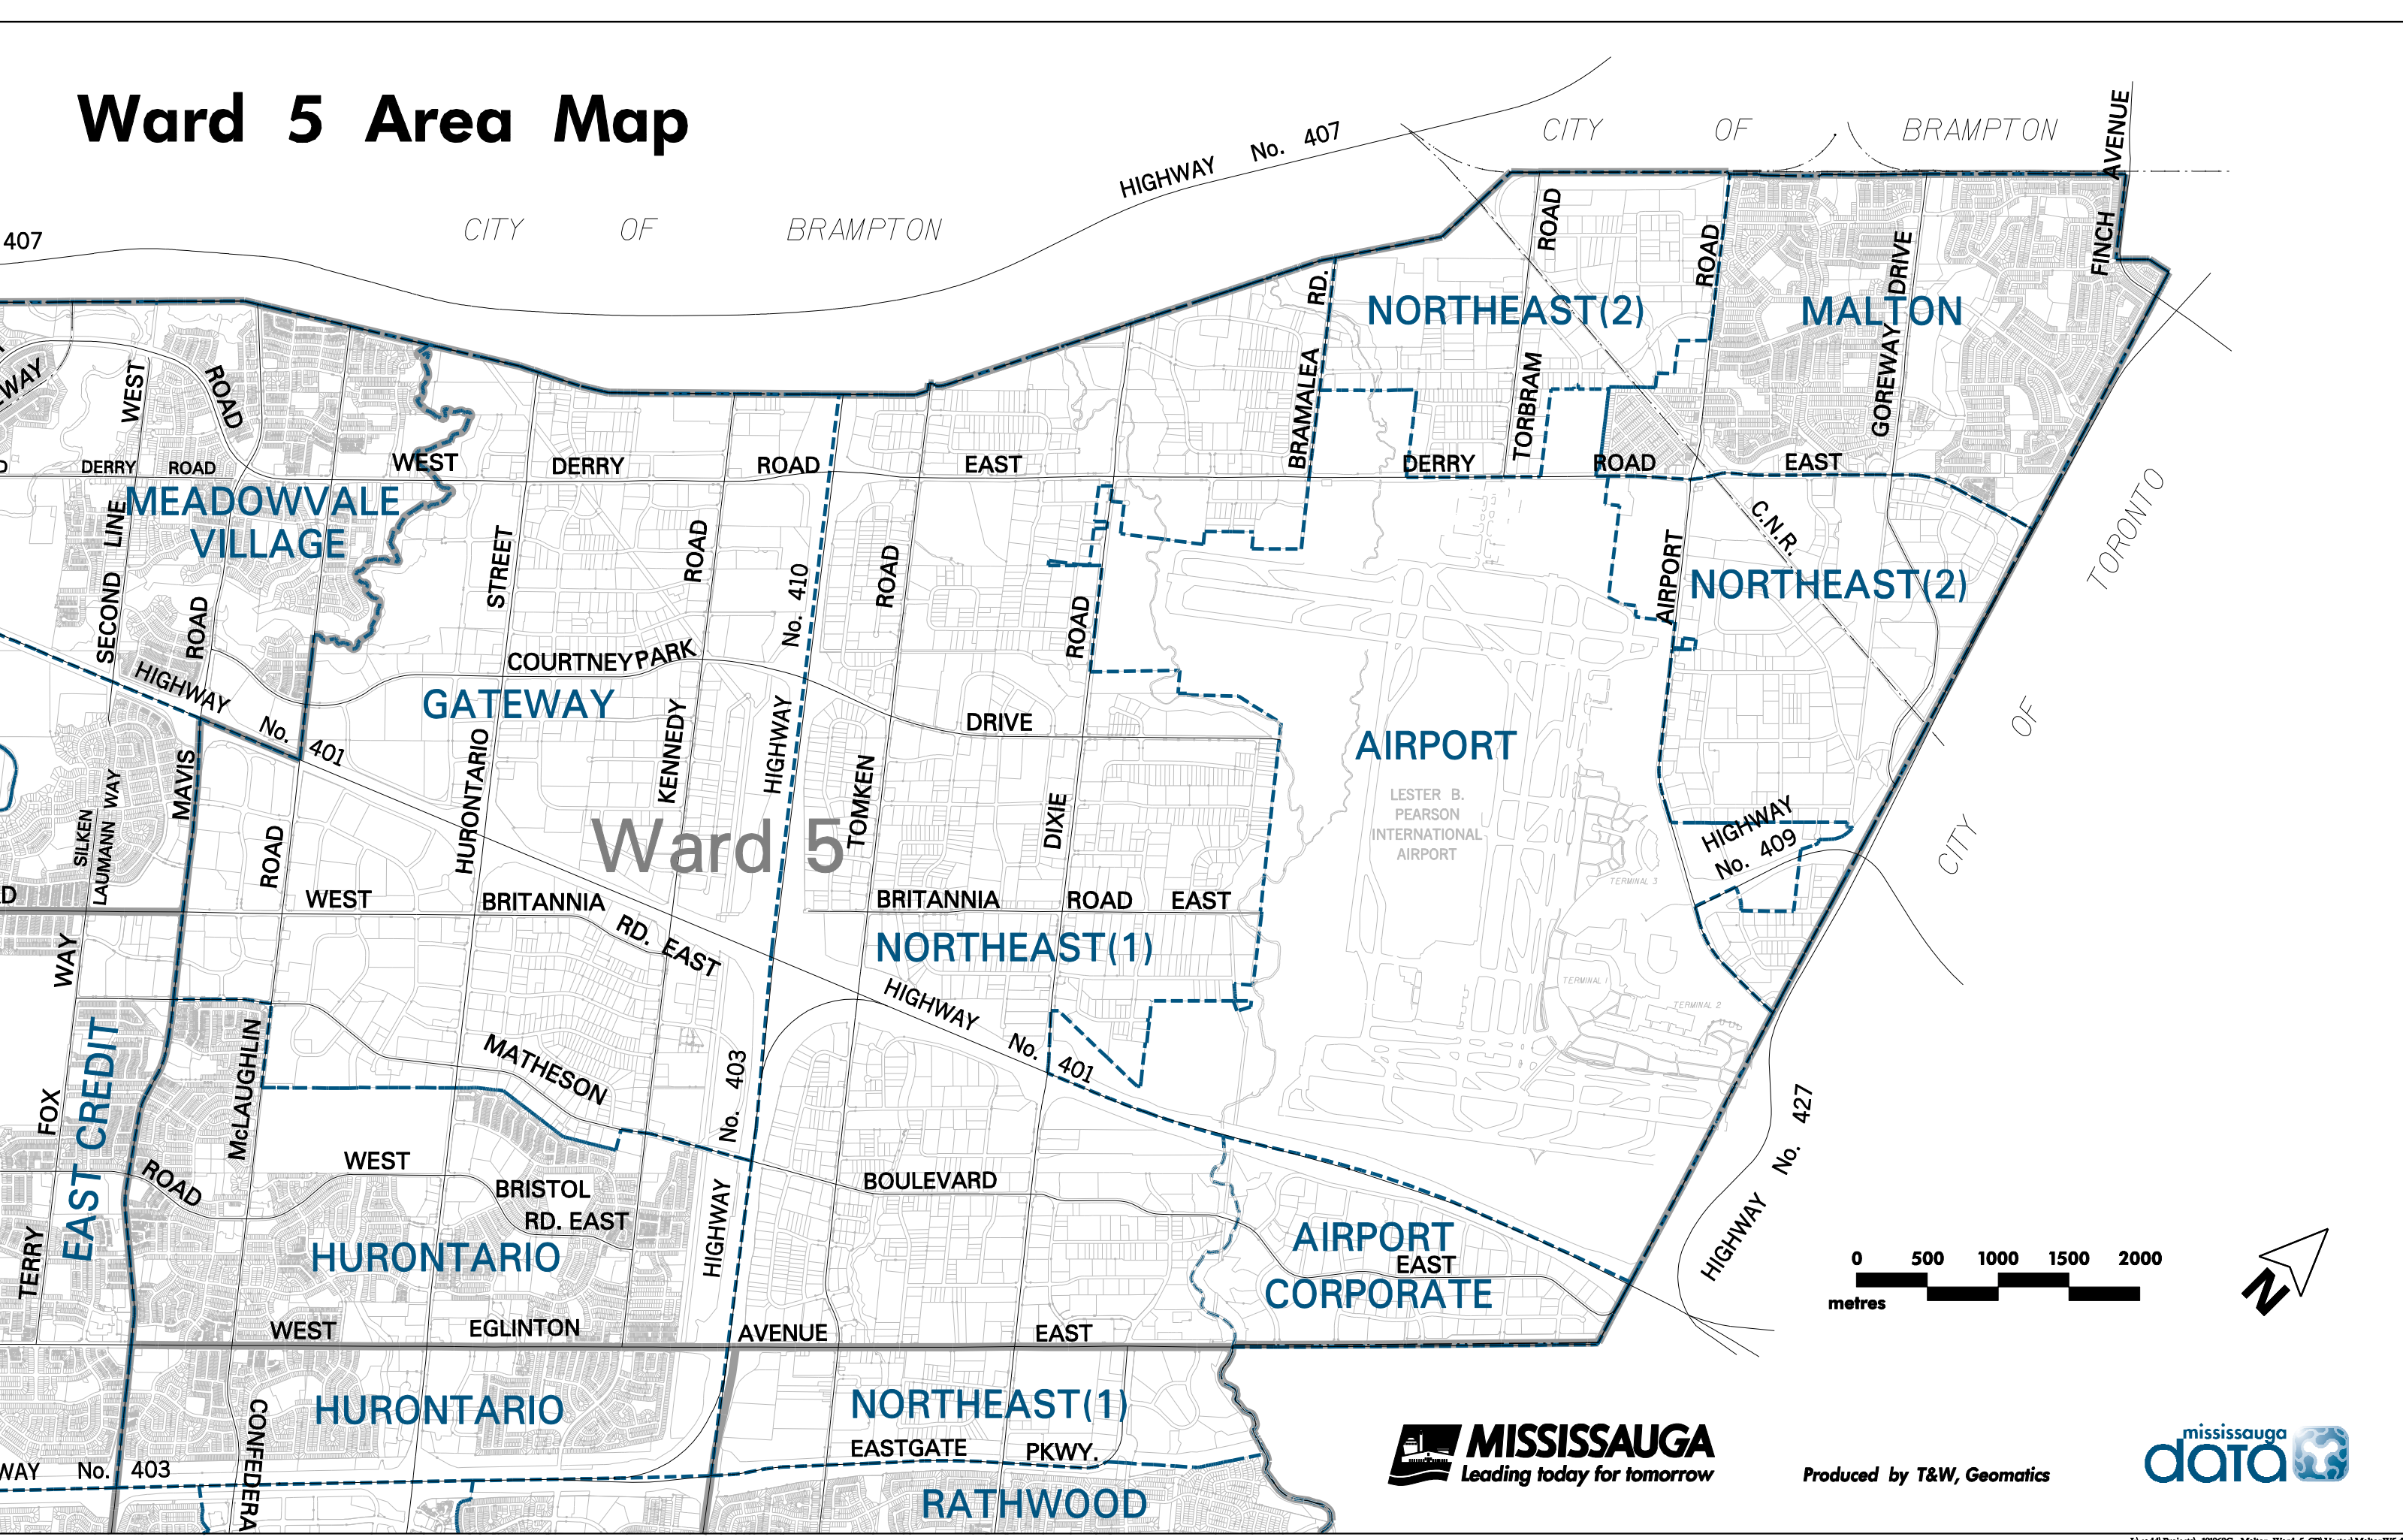 Ward 5 Area Map
HIGHWAY No. 407
CITY OF BRAMPTON
CITY OF BRAMPTON
407
AVENUE
FINCH
ROAD
ROAD
RD.
BRAMALEA
NORTHEAST(2)
TORBRAM
MALTON
GOREWAY DRIVE
WAY
WEST
ROAD
DERRY ROAD
WEST
DERRY
ROAD
EAST
DERRY
ROAD
EAST
MEADOWVALE
VILLAGE
SECOND LINE
ROAD
STREET
ROAD
No. 410
ROAD
ROAD
AIRPORT
C.N.R.
NORTHEAST(2)
CITY OF TORONTO
HIGHWAY No. 401
COURTNEYPARK
DRIVE
GATEWAY
MAVIS
SILKEN
LAUMANN WAY
ROAD
HURONTARIO
KENNEDY
HIGHWAY
TOMKEN
DIXIE
Ward 5
AIRPORT
LESTER B.
PEARSON
INTERNATIONAL
AIRPORT
TERMINAL 3
HIGHWAY
No. 409
WEST
BRITANNIA
RD. EAST
BRITANNIA ROAD EAST
NORTHEAST(1)
HIGHWAY No. 401
TERMINAL 1
TERMINAL 2
WAY
FOX
TERRY
EAST CREDIT
McLAUGHLIN
MATHESON
No. 403
HIGHWAY
ROAD
WEST
BRISTOL
RD. EAST
BOULEVARD
EAST
HURONTARIO
AIRPORT
CORPORATE
HIGHWAY No. 427
0 500 1000 1500 2000
metres
N
WEST
EGLINTON
AVENUE
EAST
HURONTARIO
NORTHEAST(1)
EASTGATE PKWY.
WAY No. 403
CONFEDERA
RATHWOOD
MISSISSAUGA
Leading today for tomorrow
Produced by T&W, Geomatics
mississauga
data